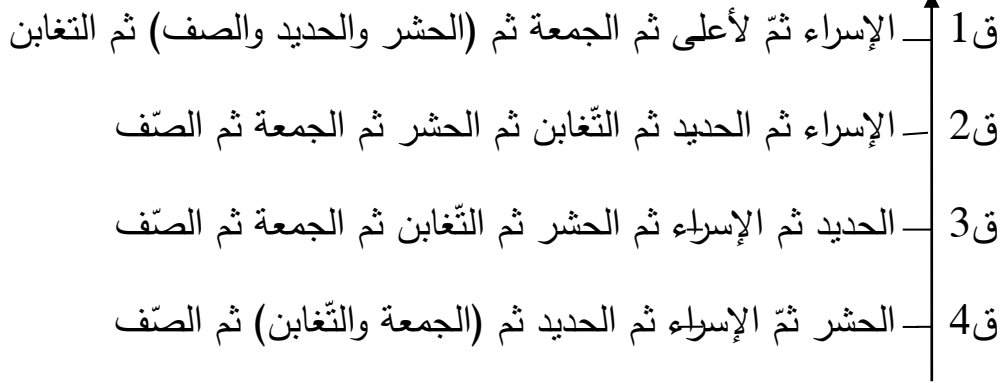 ق1 الإسراء ثمّ لأعلى ثم الجمعة ثم (الحشر والحديد والصف) ثم التغابن
ق2 الإسراء ثم الحديد ثم التّغابن ثم الحشر ثم الجمعة ثم الصّف
ق3 الحديد ثم الإسراء ثم الحشر ثم التّغابن ثم الجمعة ثم الصّف
ق4 الحشر ثمّ الإسراء ثم الحديد ثم (الجمعة والتّغابن) ثم الصّف